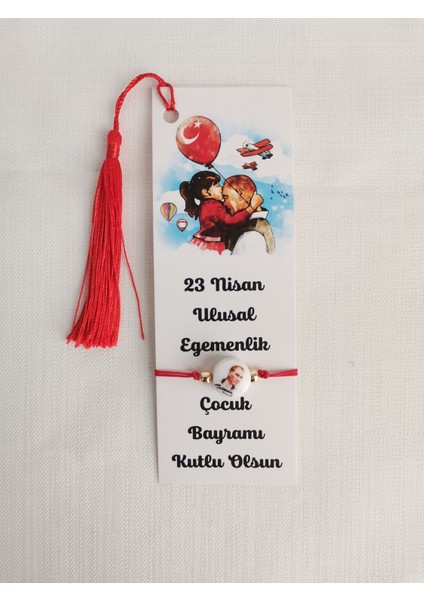 23 Nisan
Ulusal
Egemenlik
Çocuk
Bayramı
Kutlu Olsun